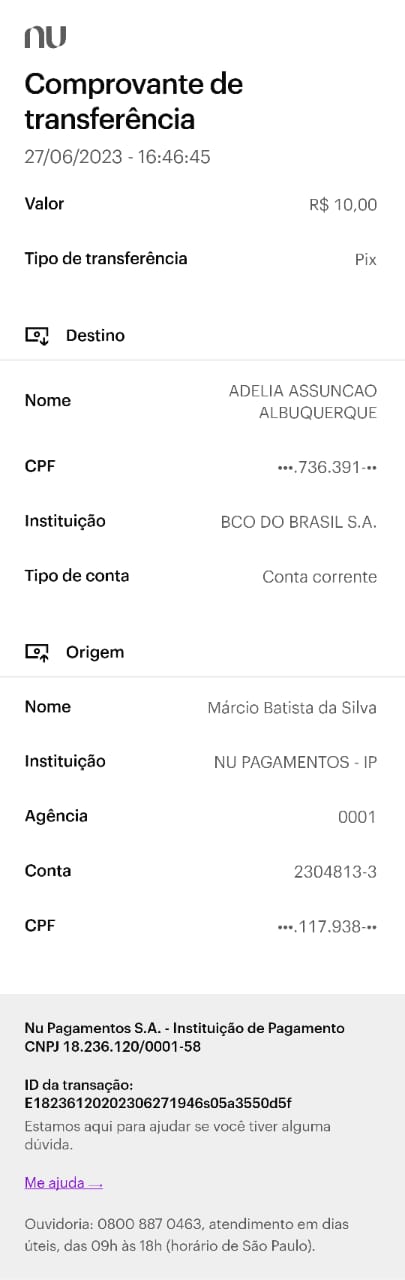 nu
Comprovante de
transferência
27/06/2023 - 16:46:45
Valor R$ 10,00
Tipo de transferência Pix
Destino
Nome ADELIA ASSUNCAO
ALBUQUERQUE
CPF •••.736.391-••
Instituição BCO DO BRASIL S.A.
Tipo de conta Conta corrente
Origem
Nome Márcio Batista da Silva
Instituição NU PAGAMENTOS - IP
Agência 0001
Conta 2304813-3
CPF •••.117.938-••
Nu Pagamentos S.A. - Instituição de Pagamento
CNPJ 18.236.120/0001-58
ID da transação:
E18236120202306271946s05a3550d5f
Estamos aqui para ajudar se você tiver alguma
dúvida.
Me ajuda →
Ouvidoria: 0800 887 0463, atendimento em dias
úteis, das 09h às 18h (horário de São Paulo).